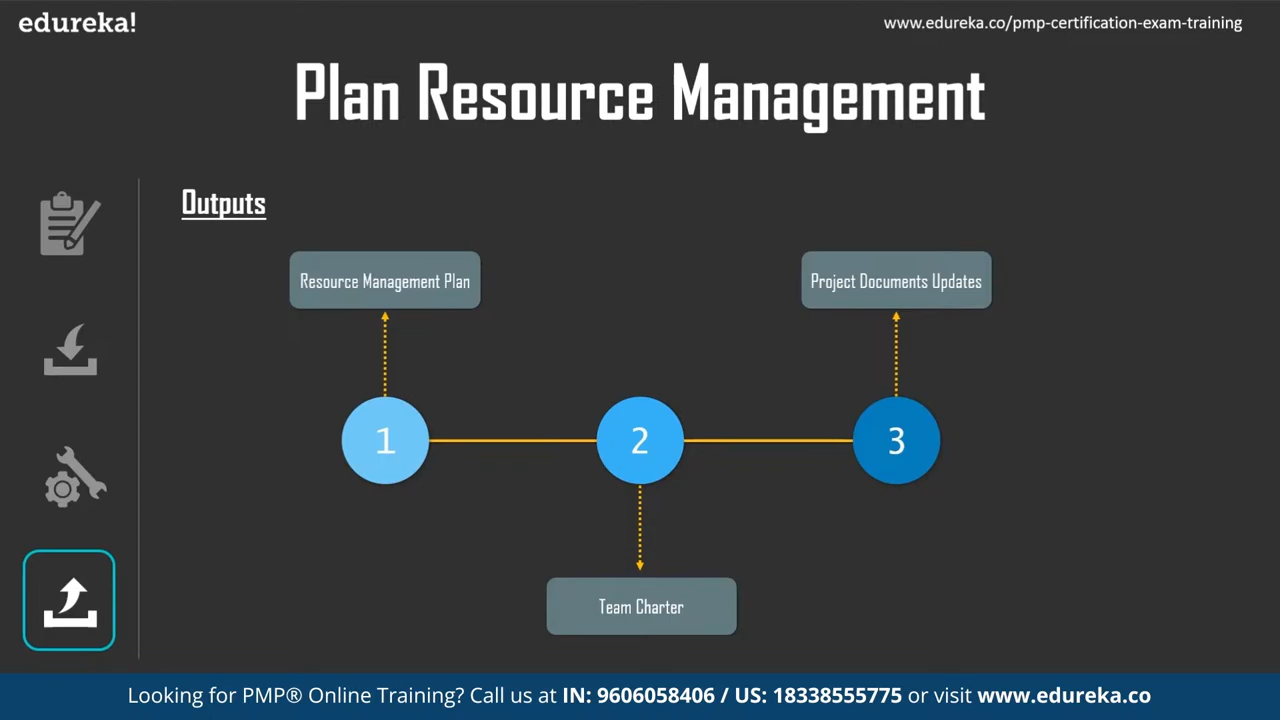 edureka!
www.edureka.co/pmp-certification-exam-training
Plan Resource Management
Outputs
Resource Management Plan
Project Documents Updates
1
2
3
Team Charter
Looking for PMP® Online Training? Call us at IN: 9606058406 / US: 18338555775 or visit www.edureka.co